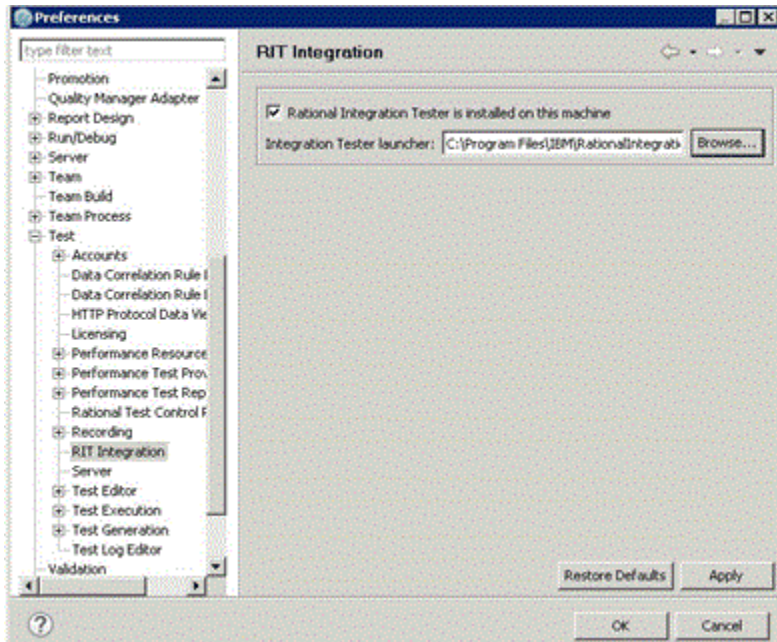 Preferences
type filter text
Promotion
Quality Manager Adapter
Report Design
Run/Debug
Server
Team
Team Build
Team Process
Test
Accounts
Data Correlation Rule
Data Correlation Rule
HTTP Protocol Data
Licensing
Performance Resource
Performance Test
Performance Test Rep
Rational Test Control
Recording
RIT Integration
Server
Test Editor
Test Execution
Test Generation
Test Log Editor
Validation
RIT Integration
Rational Integration Tester is installed on this machine
Integration Tester launcher: C:\Program Files\IBM\RationalIntegrati Browse...
Restore Defaults Apply
? OK Cancel